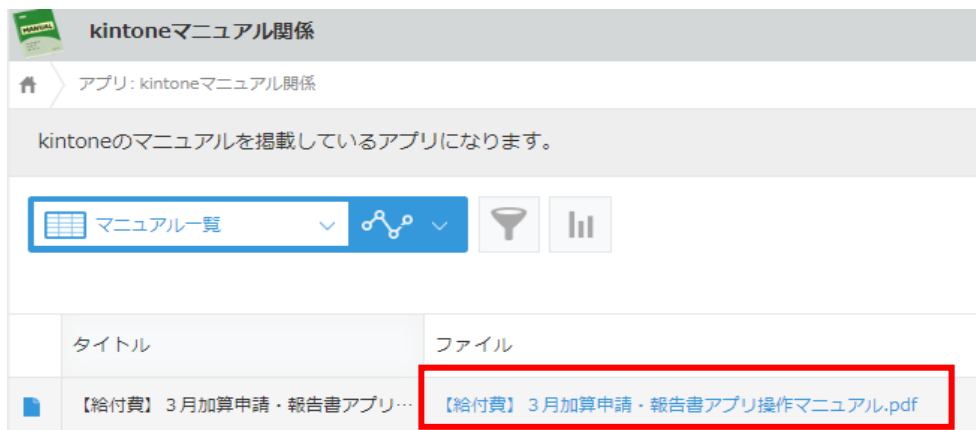 MANUAL
kintoneマニュアル関係
アプリ: kintoneマニュアル関係
kintoneのマニュアルを掲載しているアプリになります。
マニュアル一覧
タイトル
ファイル
【給付費】３月加算申請・報告書アプリ…
【給付費】３月加算申請・報告書アプリ操作マニュアル.pdf